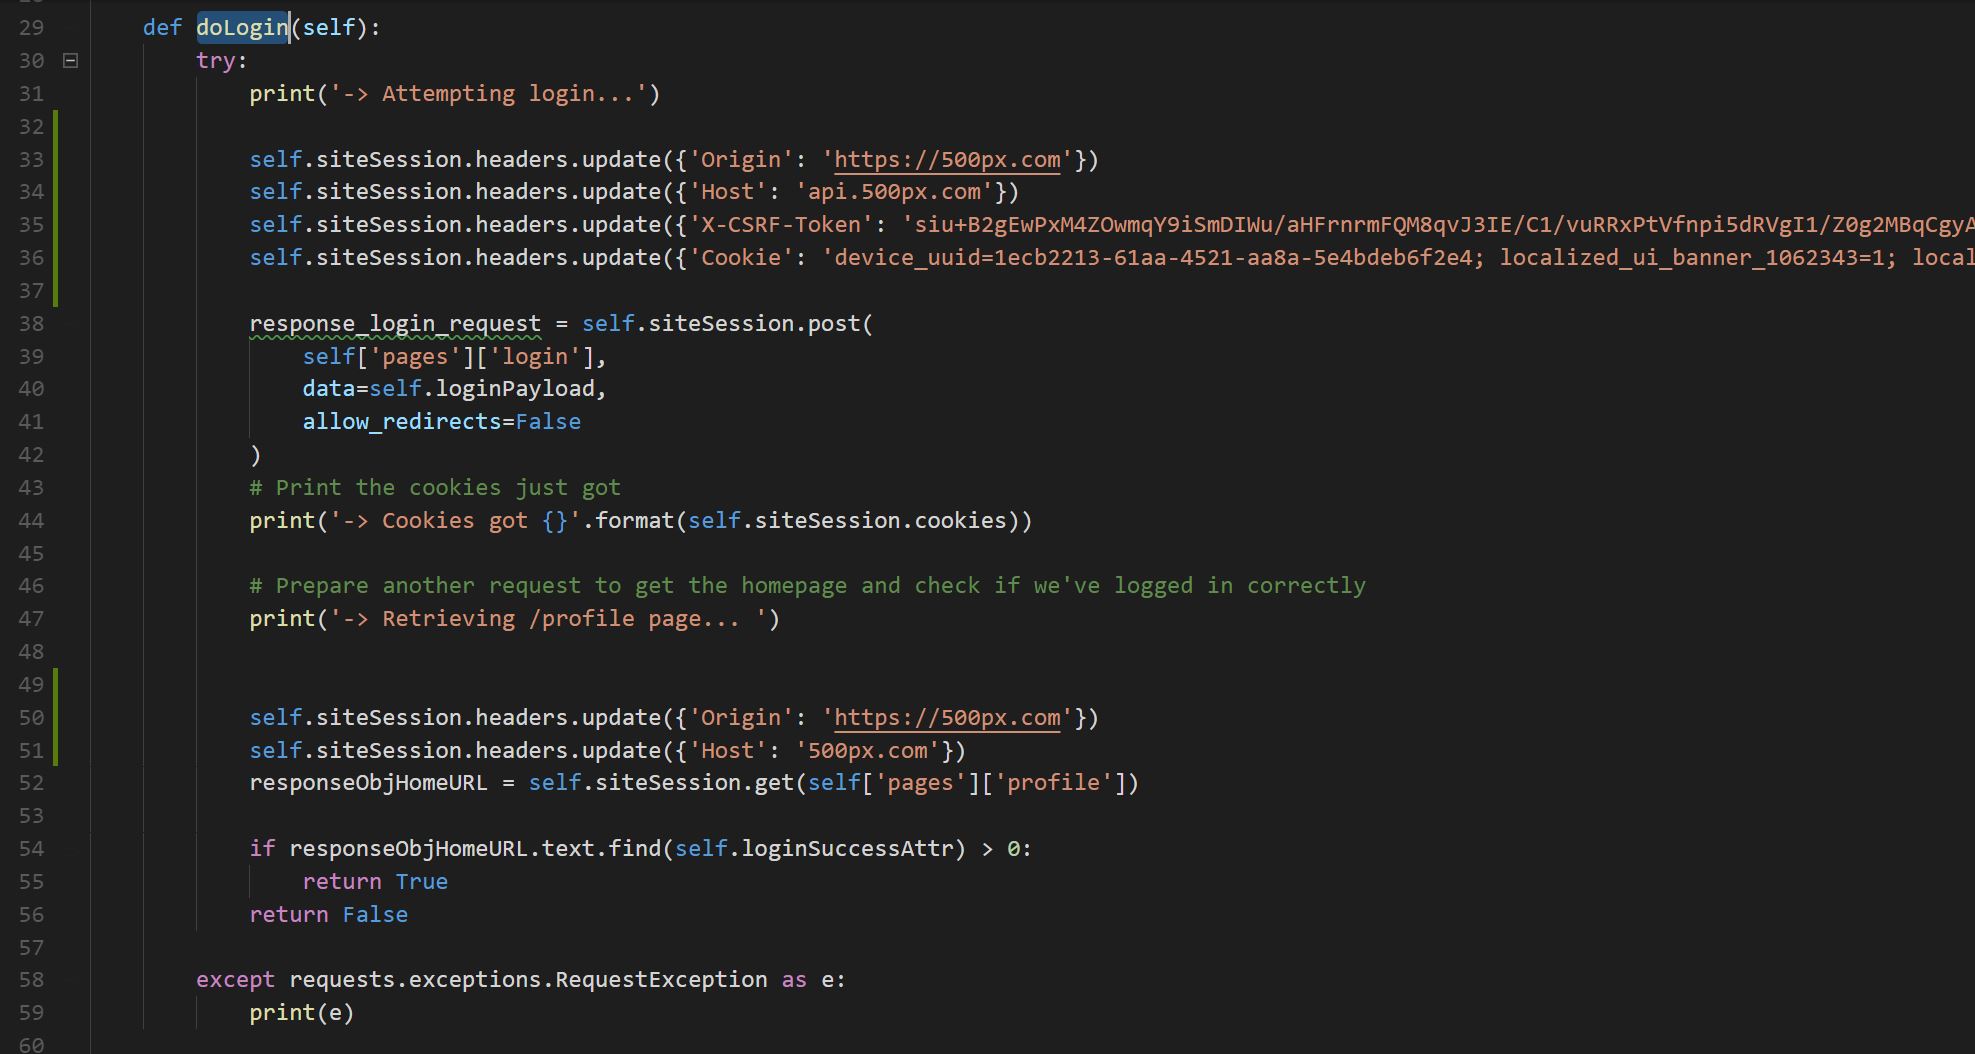 29 def doLogin(self):
30 try:
31 print('-> Attempting login...')
32
33 self.siteSession.headers.update({'Origin': 'https://500px.com'})
34 self.siteSession.headers.update({'Host': 'api.500px.com'})
35 self.siteSession.headers.update({'X-CSRF-Token': 'siu+B2gEwPxM4ZOwmqY9iSmDIWu/aHFrnrmFQM8qvJ3IE/C1/vuRRxPtVfnpi5dRVgI1/Z0g2MBqCgyA
36 self.siteSession.headers.update({'Cookie': 'device_uuid=1ecb2213-61aa-4521-aa8a-5e4bdeb6f2e4; localized_ui_banner_1062343=1; local
37
38 response_login_request = self.siteSession.post(
39 self['pages']['login'],
40 data=self.loginPayload,
41 allow_redirects=False
42 )
43 # Print the cookies just got
44 print('-> Cookies got {}'.format(self.siteSession.cookies))
45
46 # Prepare another request to get the homepage and check if we've logged in correctly
47 print('-> Retrieving /profile page... ')
48
49
50 self.siteSession.headers.update({'Origin': 'https://500px.com'})
51 self.siteSession.headers.update({'Host': '500px.com'})
52 responseObjHomeURL = self.siteSession.get(self['pages']['profile'])
53
54 if responseObjHomeURL.text.find(self.loginSuccessAttr) > 0:
55 return True
56 return False
57
58 except requests.exceptions.RequestException as e:
59 print(e)
60